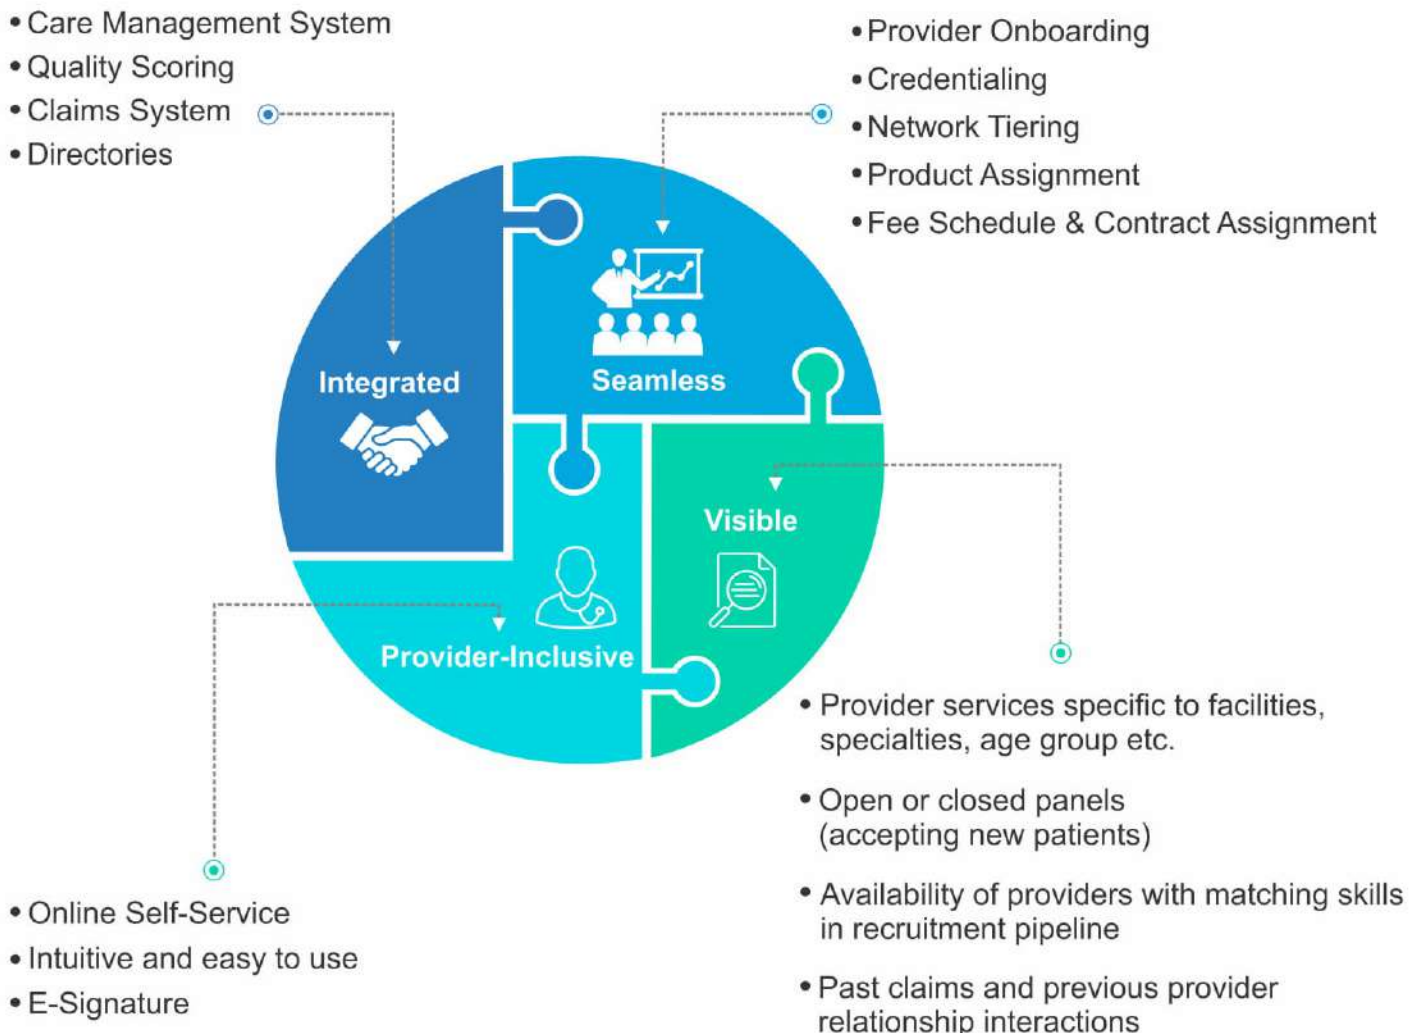 • Care Management System
• Quality Scoring
• Claims System
• Directories
• Provider Onboarding
• Credentialing
• Network Tiering
• Product Assignment
• Fee Schedule & Contract Assignment
Integrated
Seamless
Visible
Provider-Inclusive
• Provider services specific to facilities,
specialties, age group etc.
• Open or closed panels
(accepting new patients)
• Availability of providers with matching skills
in recruitment pipeline
• Past claims and previous provider
relationship interactions
• Online Self-Service
• Intuitive and easy to use
• E-Signature